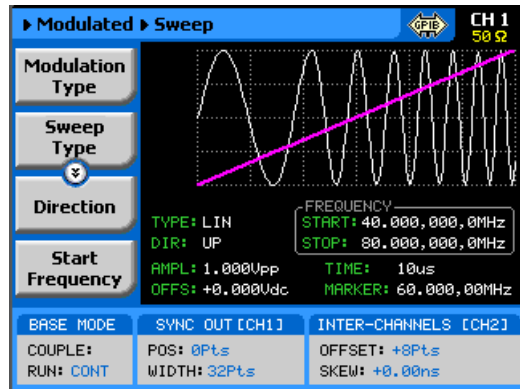 Modulated ▸ Sweep
GPIB
CH 1
50 Ω
Modulation
Type
Sweep
Type
Direction
Start
Frequency
TYPE: LIN
DIR: UP
AMPL: 1.000Vpp
OFFS: +0.000Vdc
FREQUENCY
START: 40.000,000,0MHz
STOP: 80.000,000,0MHz
TIME: 10us
MARKER: 60.000,00MHz
BASE MODE
COUPLE:
RUN: CONT
SYNC OUT [CH1]
POS: 0Pts
WIDTH: 32Pts
INTER-CHANNELS [CH2]
OFFSET: +8Pts
SKEW: +0.00ns